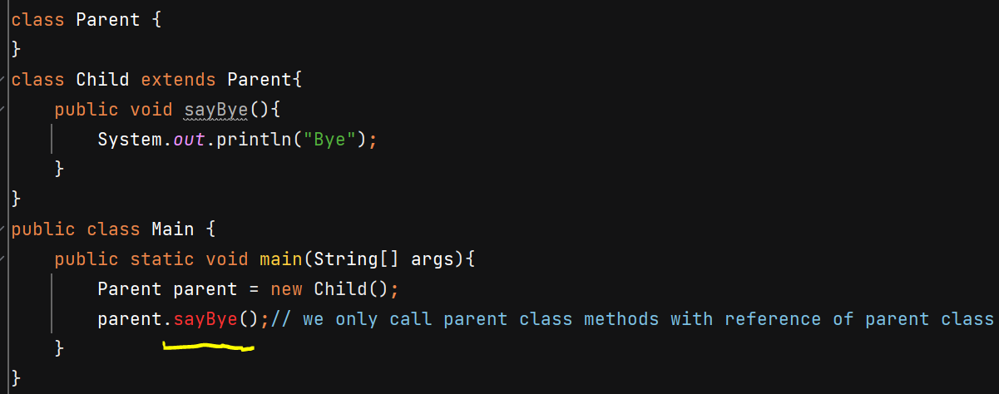 class Parent {
}
class Child extends Parent{
    public void sayBye(){
        System.out.println("Bye");
    }
}
public class Main {
    public static void main(String[] args){
        Parent parent = new Child();
        parent.sayBye();// we only call parent class methods with reference of parent class
    }
}